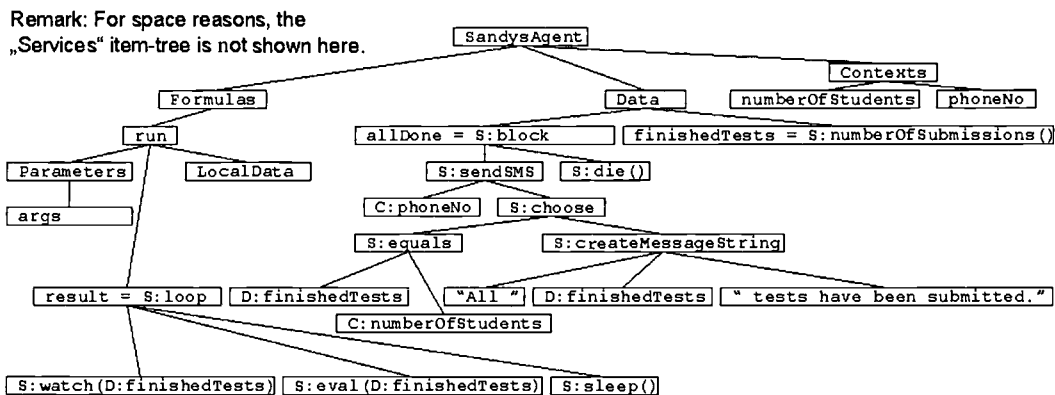 Remark: For space reasons, the
„Services“ item-tree is not shown here.
SandysAgent
Contexts
Formulas
Data
numberOfStudents
phoneNo
run
allDone = S:block
finishedTests = S:numberOfSubmissions()
Parameters
LocalData
S:sendSMS
S:die()
args
C:phoneNo
S:choose
S:equals
S:createMessageString
result = S:loop
D:finishedTests
"All "
D:finishedTests
" tests have been submitted."
C:numberOfStudents
S:watch(D:finishedTests)
S:eval(D:finishedTests)
S:sleep()